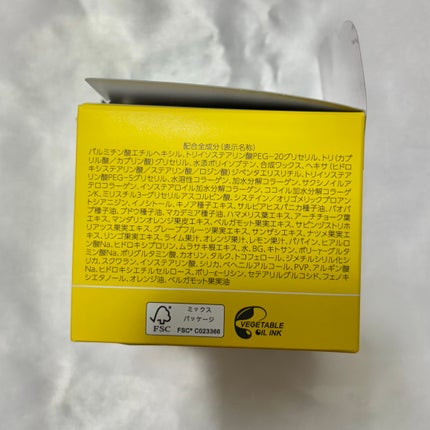 配合全成分（表示名称）
パルミチン酸エチルヘキシル、トリイソステアリン酸PEG-20グリセリル、トリ（カプ
リル酸／カプリン酸）グリセリル、水添ポリイソブテン、合成ワックス、ヘキサ（ヒドロ
キシステアリン酸／ステアリン酸／ロジン酸）ジペンタエリスリチル、トリイソステア
リン酸PEG-5グリセリル、水溶性コラーゲン、加水分解コラーゲン、サクシノイルア
テロコラーゲン、イソステアロイル加水分解コラーゲン、ココイル加水分解コラーゲ
ン、ミリスチル3-グリセリルアスコルビン酸、システイン／オリゴメリックプロアン
トシアニジン、イノシトール、キノア種子エキス、サルビアヒスパニカ種子油、バオバ
ブ種子油、ブドウ種子油、マカデミア種子油、ハマメリス葉エキス、アーチチョーク葉
エキス、マンダリンオレンジ果皮エキス、ベルガモット果実エキス、サピンヅストリホ
リアツス果実エキス、グレープフルーツ果実エキス、サンザシエキス、ナツメ果実エ
キス、リンゴ果実エキス、ライム果汁、オレンジ果汁、レモン果汁、パパイン、ヒアルロ
ン酸Na、ヒドロキシプロリン、ムラサキ根エキス、水、BG、キトサン、ポリ-γ-グルタ
ミン酸Na、ポリグルタミン酸、カオリン、タルク、トコフェロール、ジメチルシリル化シ
リカ、スクワラン、イソステアリン酸、シリカ、ベヘニルアルコール、PVP、アルギン酸
Na、ヒドロキシエチルセルロース、ポリ-ε-リシン、セテアリルグルコシド、フェノキ
シエタノール、オレンジ油、ベルガモット果実油
ミックス
パッケージ
FSC
FSC® C023366
VEGETABLE
OIL INK